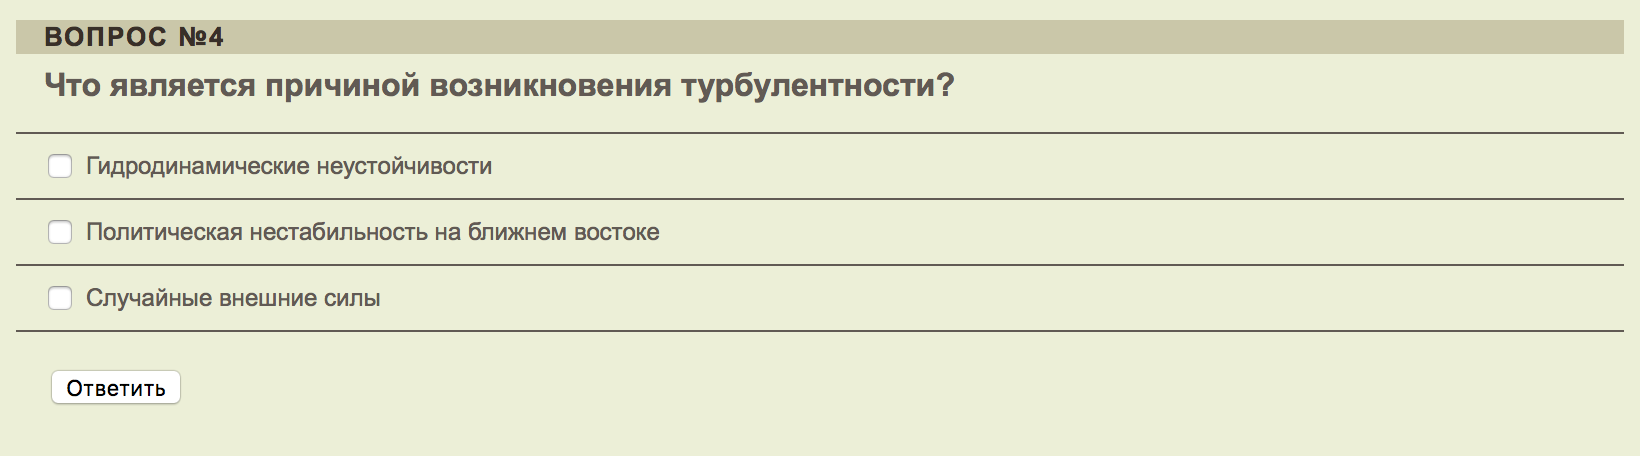 ВОПРОС №4
Что является причиной возникновения турбулентности?
Гидродинамические неустойчивости
Политическая нестабильность на ближнем востоке
Случайные внешние силы
Ответить